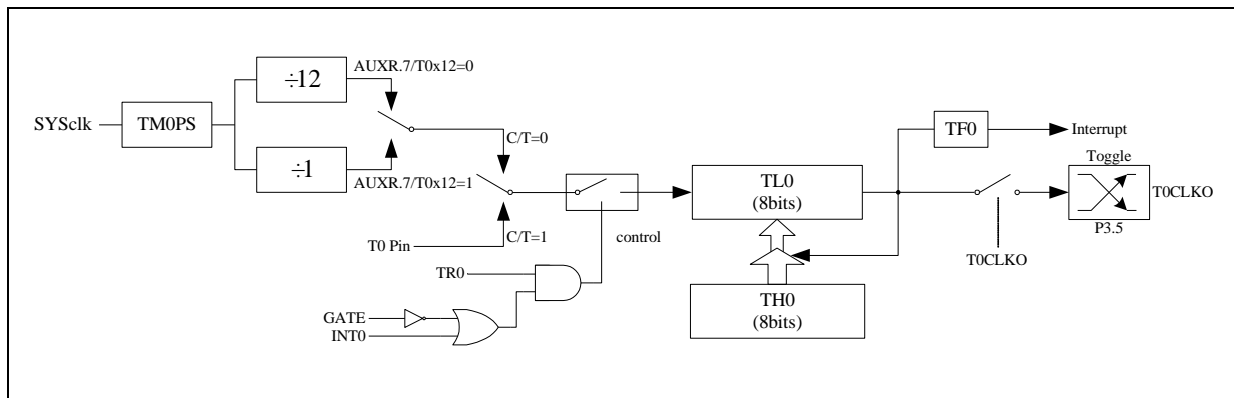 SYSclk
TM0PS
÷12
÷1
AUXR.7/T0x12=0
AUXR.7/T0x12=1
C/T=0
T0 Pin
C/T=1
control
TR0
GATE
INT0
TL0
(8bits)
TH0
(8bits)
TF0
Interrupt
T0CLKO
Toggle
T0CLKO
P3.5